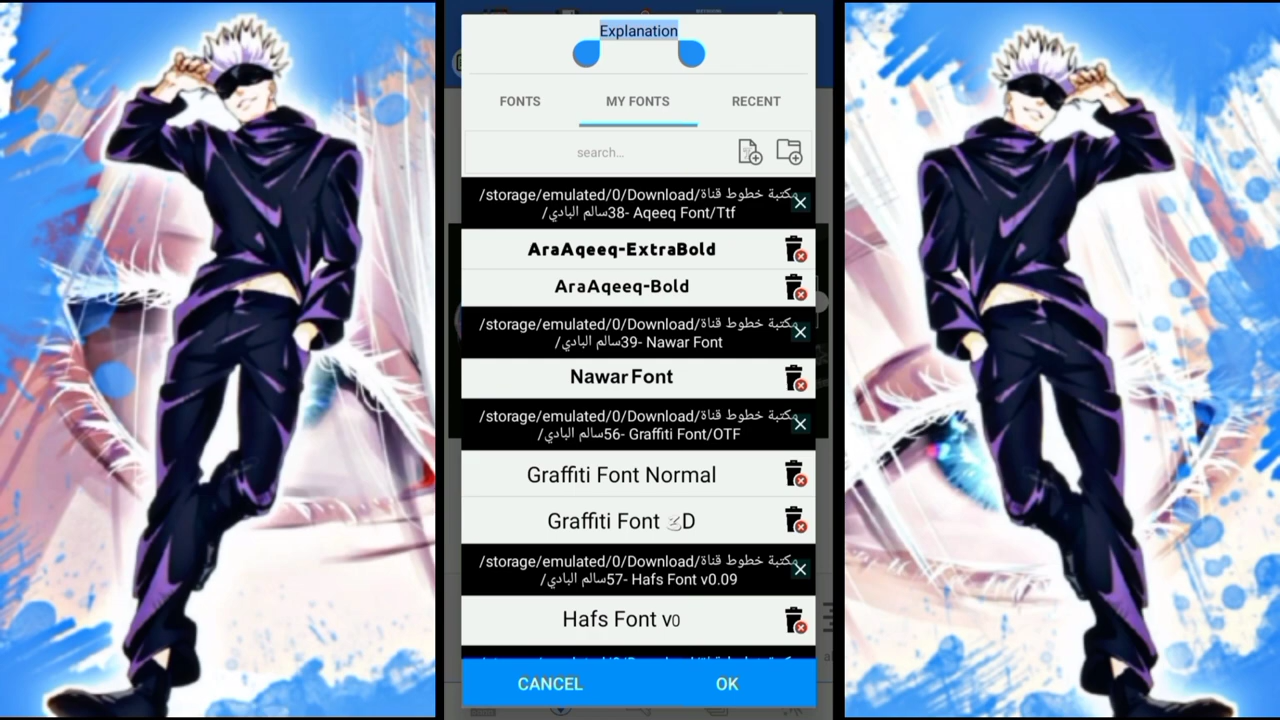 Explanation
FONTS
MY FONTS
RECENT
search...
/storage/emulated/0/Download/مكتبة خطوط قناة
سالم البادي/38- Aqeeq Font/Ttf
AraAqeeq-ExtraBold
AraAqeeq-Bold
/storage/emulated/0/Download/مكتبة خطوط قناة
سالم البادي/39- Nawar Font
Nawar Font
/storage/emulated/0/Download/مكتبة خطوط قناة
سالم البادي/56- Graffiti Font/OTF
Graffiti Font Normal
Graffiti Font D
/storage/emulated/0/Download/مكتبة خطوط قناة
سالم البادي/57- Hafs Font v0.09
Hafs Font v0
CANCEL
OK